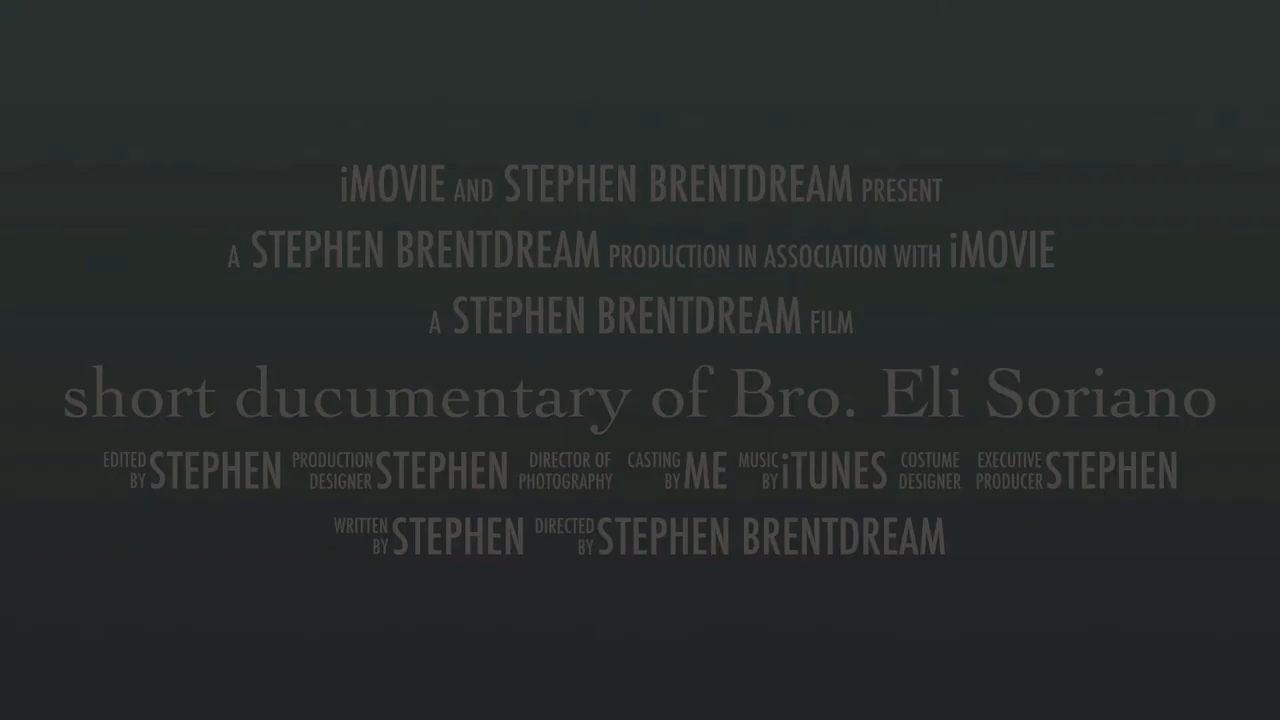 iMOVIE AND STEPHEN BRENTDREAM PRESENT
A STEPHEN BRENTDREAM PRODUCTION IN ASSOCIATION WITH iMOVIE
A STEPHEN BRENTDREAM FILM
short ducumentary of Bro. Eli Soriano
EDITED BY STEPHEN PRODUCTION DESIGNER STEPHEN DIRECTOR OF PHOTOGRAPHY CASTING BY ME MUSIC BY iTUNES COSTUME DESIGNER EXECUTIVE PRODUCER STEPHEN
WRITTEN BY STEPHEN DIRECTED BY STEPHEN BRENTDREAM